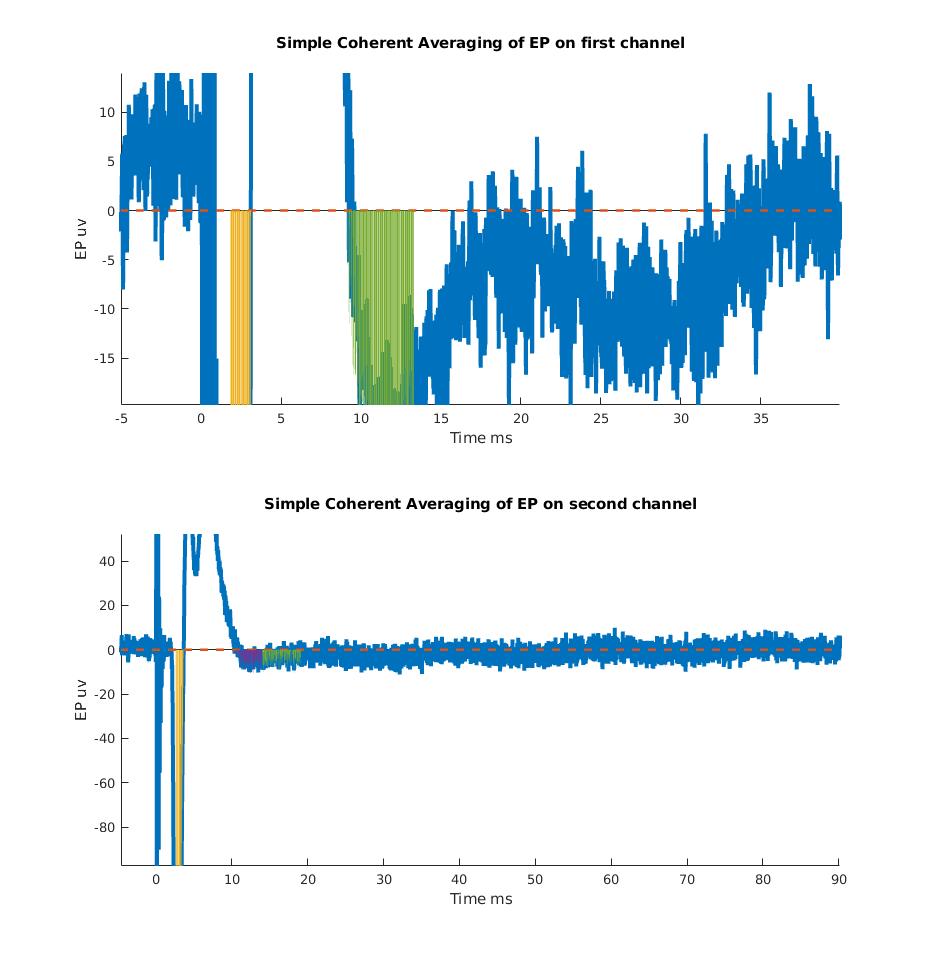 Simple Coherent Averaging of EP on first channel
10
5
0
-5
-10
-15
EP uv
-5 0 5 10 15 20 25 30 35
Time ms
Simple Coherent Averaging of EP on second channel
40
20
0
-20
-40
-60
-80
EP uv
0 10 20 30 40 50 60 70 80 90
Time ms